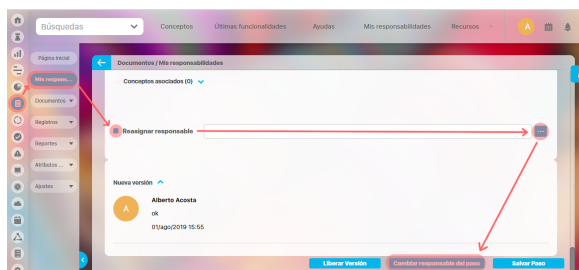 Búsquedas
Conceptos
Últimas funcionalidades
Ayudas
Mis responsabilidades
Recursos
A
Página Inicial
Mis respons...
Documentos
Registros
Reportes
Atributos ...
Ajustes
Documentos / Mis responsabilidades
Conceptos asociados (0)
Reasignar responsable
...
Nueva versión
A
Alberto Acosta
ok
01/ago/2019 15:55
Liberar Versión
Cambiar responsable del paso
Salvar Paso